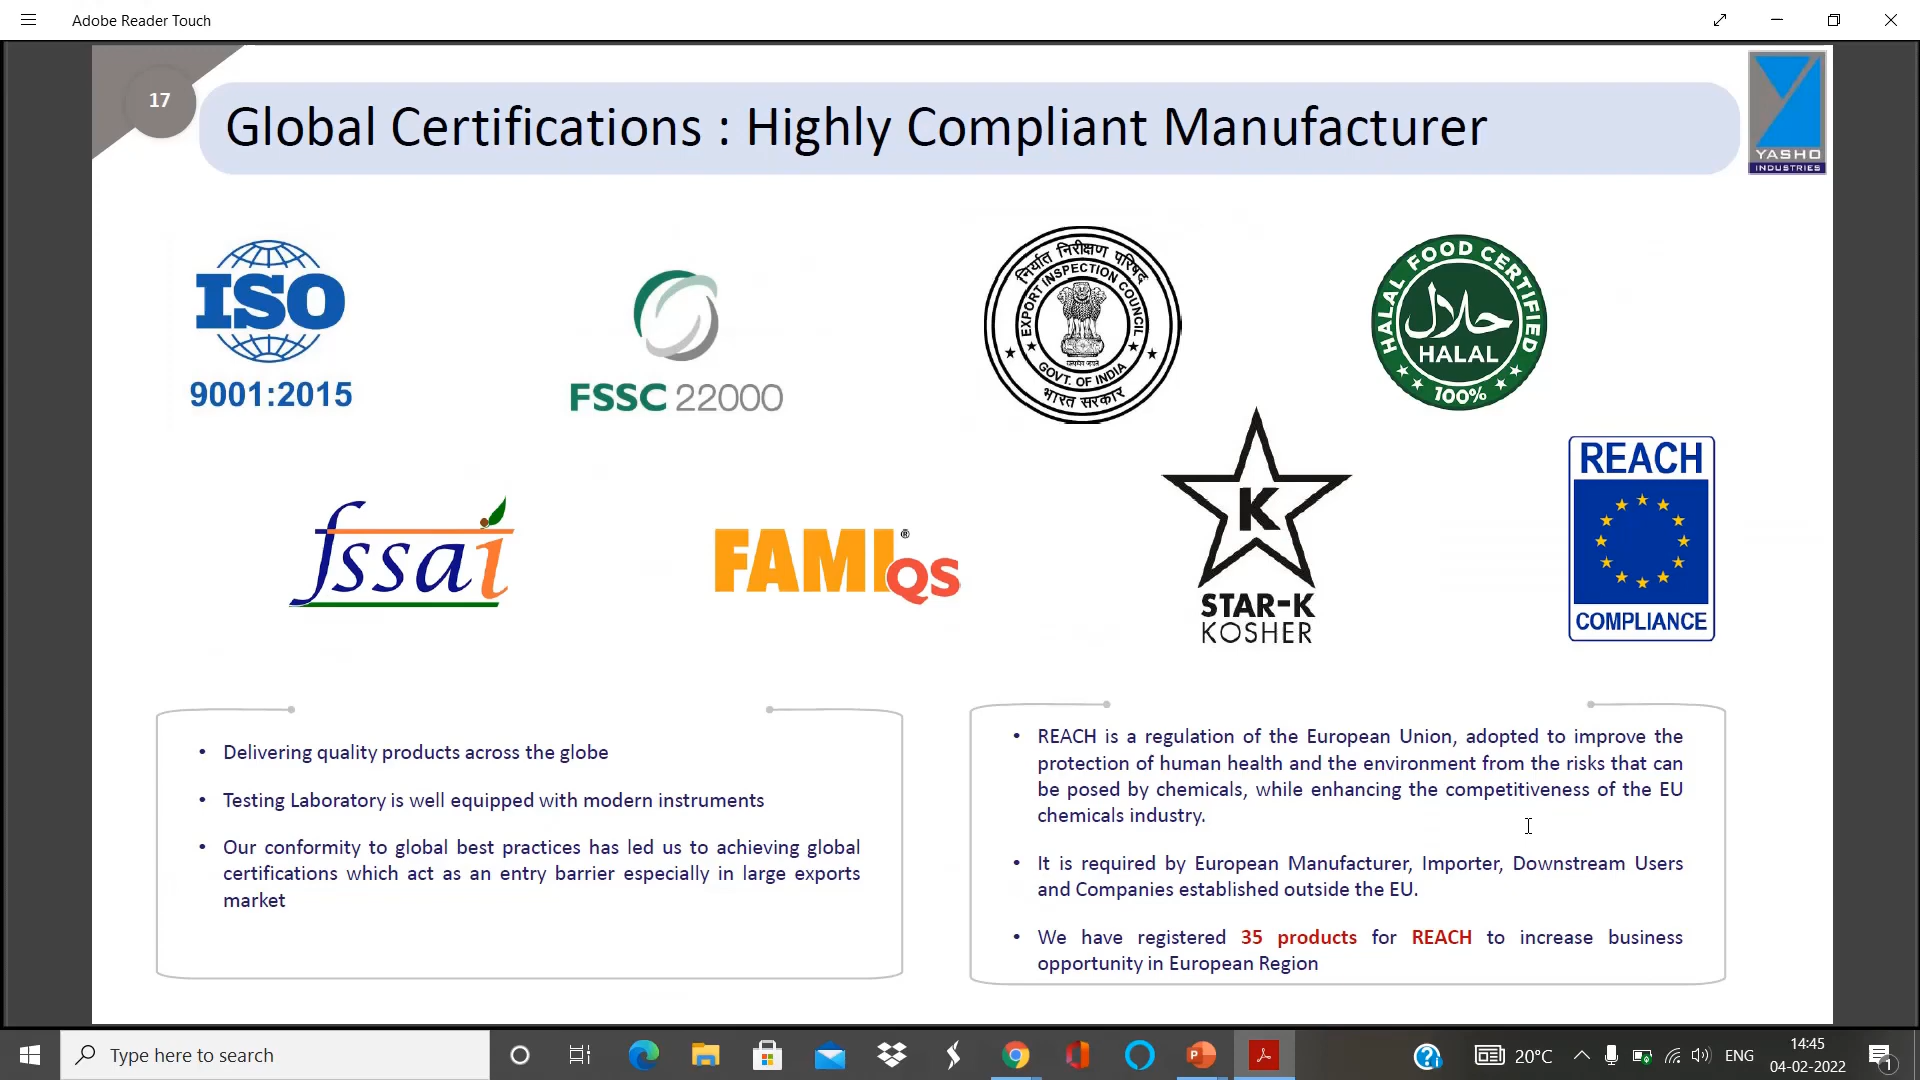 Adobe Reader Touch
17
Global Certifications : Highly Compliant Manufacturer
YASHO
INDUSTRIES
ISO
9001:2015
FSSC 22000
निर्यात निरीक्षण परिषद
EXPORT INSPECTION COUNCIL
GOVT. OF INDIA
भारत सरकार
HALAL FOOD CERTIFIED
حلال
HALAL
100%
fssai
FAMI QS®
K
STAR-K
KOSHER
REACH
COMPLIANCE
• Delivering quality products across the globe
• Testing Laboratory is well equipped with modern instruments
• Our conformity to global best practices has led us to achieving global
certifications which act as an entry barrier especially in large exports
market
• REACH is a regulation of the European Union, adopted to improve the
protection of human health and the environment from the risks that can
be posed by chemicals, while enhancing the competitiveness of the EU
chemicals industry.
• It is required by European Manufacturer, Importer, Downstream Users
and Companies established outside the EU.
• We have registered 35 products for REACH to increase business
opportunity in European Region
Type here to search
20°C
ENG
14:45
04-02-2022
1